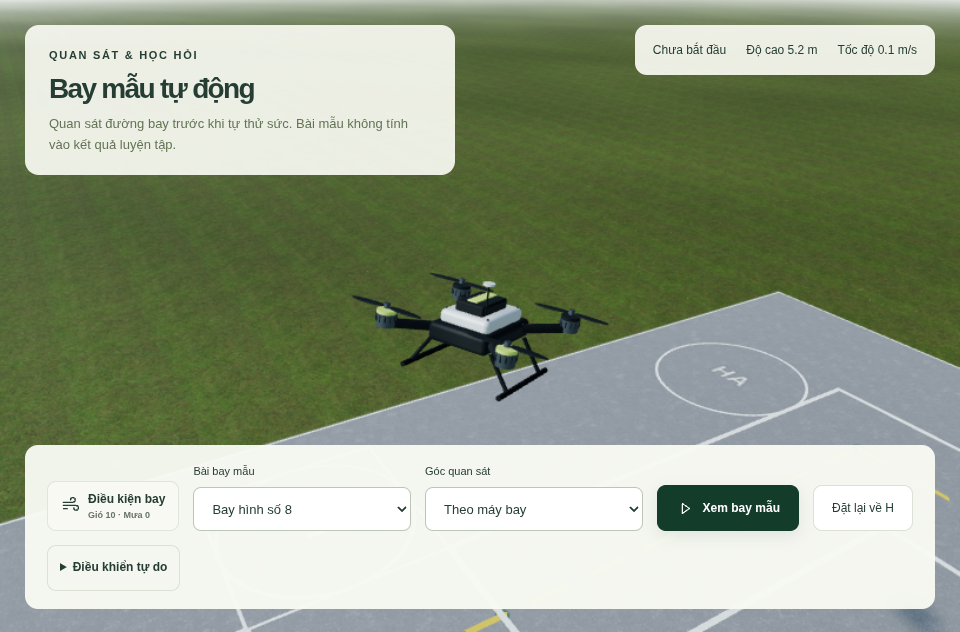 QUAN SÁT & HỌC HỎI
Bay mẫu tự động
Quan sát đường bay trước khi tự thử sức. Bài mẫu không tính
vào kết quả luyện tập.
Chưa bắt đầu Độ cao 5.2 m Tốc độ 0.1 m/s
HA
Bài bay mẫu
Góc quan sát
Điều kiện bay
Gió 10 · Mưa 0
Bay hình số 8
Theo máy bay
Xem bay mẫu
Đặt lại về H
Điều khiển tự do